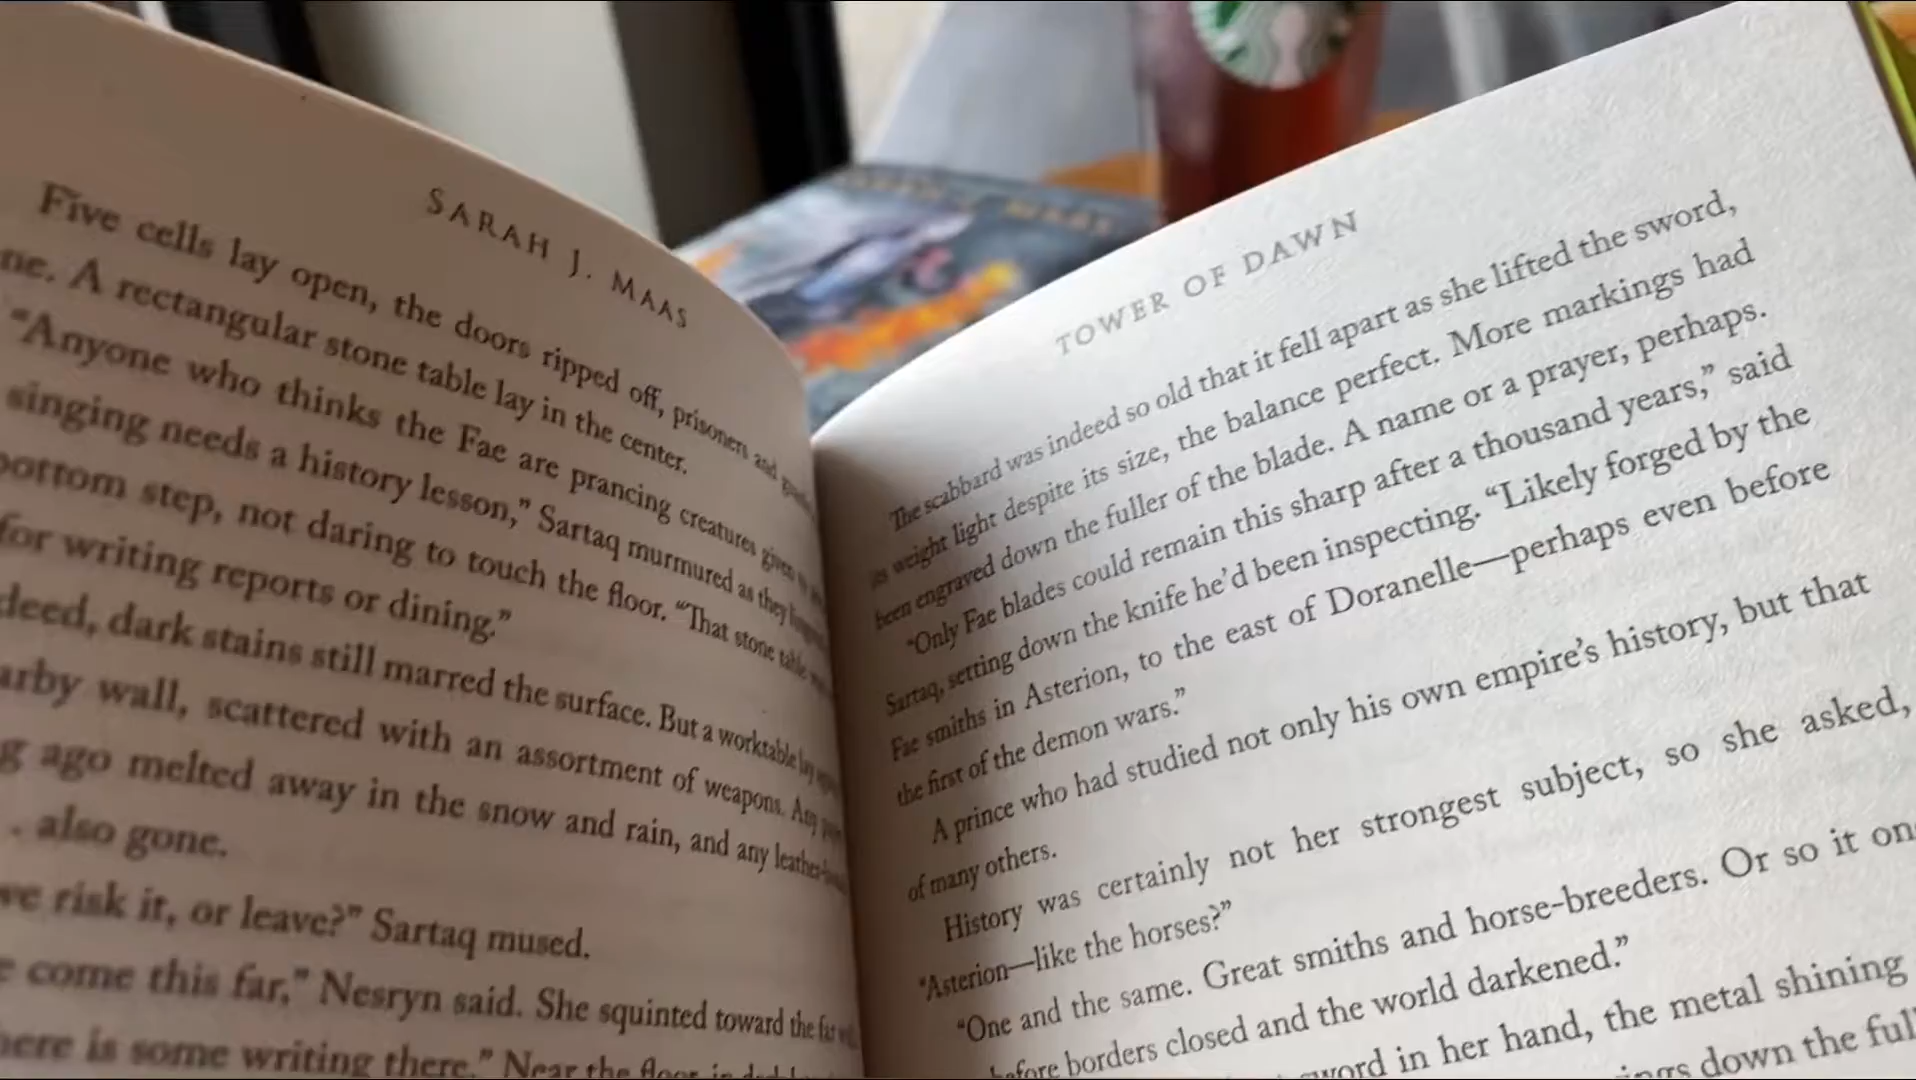 SARAH J. MAAS
Five cells lay open, the doors ripped off, prisoners and
ne. A rectangular stone table lay in the center.
“Anyone who thinks the Fae are prancing creatures given
singing needs a history lesson,” Sartaq murmured as they
bottom step, not daring to touch the floor. “That stone table
for writing reports or dining.”
deed, dark stains still marred the surface. But a worktable lay
arby wall, scattered with an assortment of weapons. Any
g ago melted away in the snow and rain, and any leather
. also gone.
we risk it, or leave?” Sartaq mused.
e come this far,” Nesryn said. She squinted toward the far
here is some writing there.” Near the floor, in
TOWER OF DAWN
The scabbard was indeed so old that it fell apart as she lifted the sword,
its weight light despite its size, the balance perfect. More markings had
been engraved down the fuller of the blade. A name or a prayer, perhaps.
“Only Fae blades could remain this sharp after a thousand years,” said
Sartaq, setting down the knife he’d been inspecting. “Likely forged by the
Fae smiths in Asterion, to the east of Doranelle—perhaps even before
the first of the demon wars.”
A prince who had studied not only his own empire’s history, but that
of many others.
History was certainly not her strongest subject, so she asked,
“Asterion—like the horses?”
“One and the same. Great smiths and horse-breeders. Or so it on
before borders closed and the world darkened.”
sword in her hand, the metal shining
ings down the full